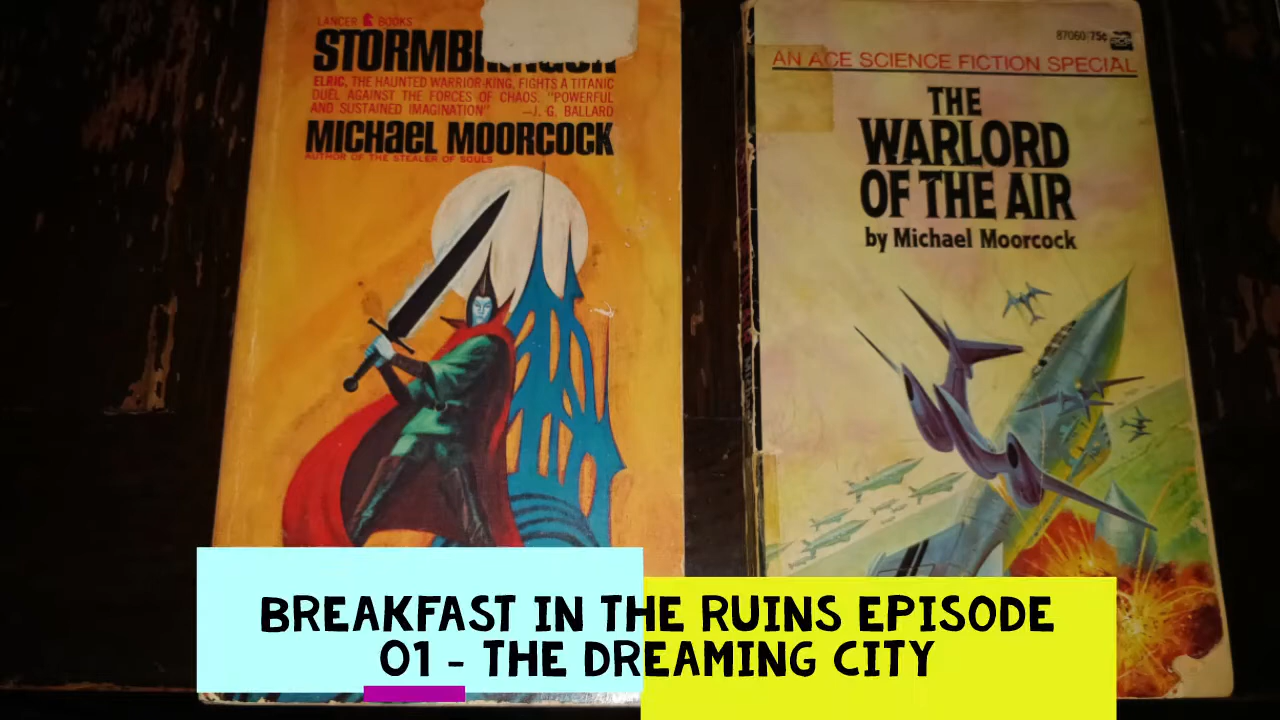 LANCER BOOKS
ELRIC, THE HAUNTED WARRIOR-KING, FIGHTS A TITANIC
DUEL AGAINST THE FORCES OF CHAOS. "POWERFUL
AND SUSTAINED IMAGINATION" —J. G. BALLARD
MICHAEL MOORCOCK
AUTHOR OF THE STEALER OF SOULS
87060 75¢
AN ACE SCIENCE FICTION SPECIAL
THE
WARLORD
OF THE AIR
by Michael Moorcock
BREAKFAST IN THE RUINS EPISODE
01 - THE DREAMING CITY